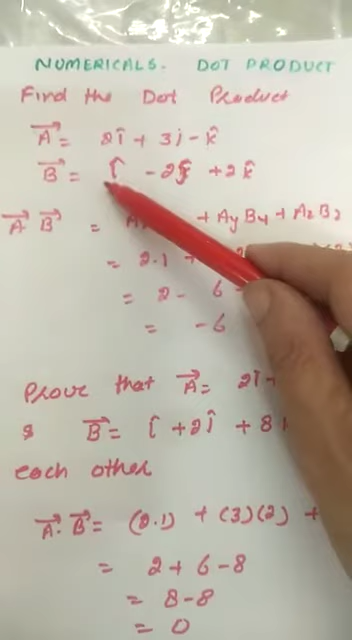 NUMERICALS. DOT PRODUCT
Find the Dot Product
A⃗ = 2î + 3j - k̂
B⃗ = î - 2ĵ + 2k̂
A⃗ B⃗ = + AyBy + AzBz
= 2.1 +
= 2 - 6
= -6
Prove that A⃗ = 2î +
& B⃗ = î + 2ĵ + 8
each other
A⃗. B⃗ = (2.1) + (3)(2) +
= 2 + 6 - 8
= 8 - 8
= 0